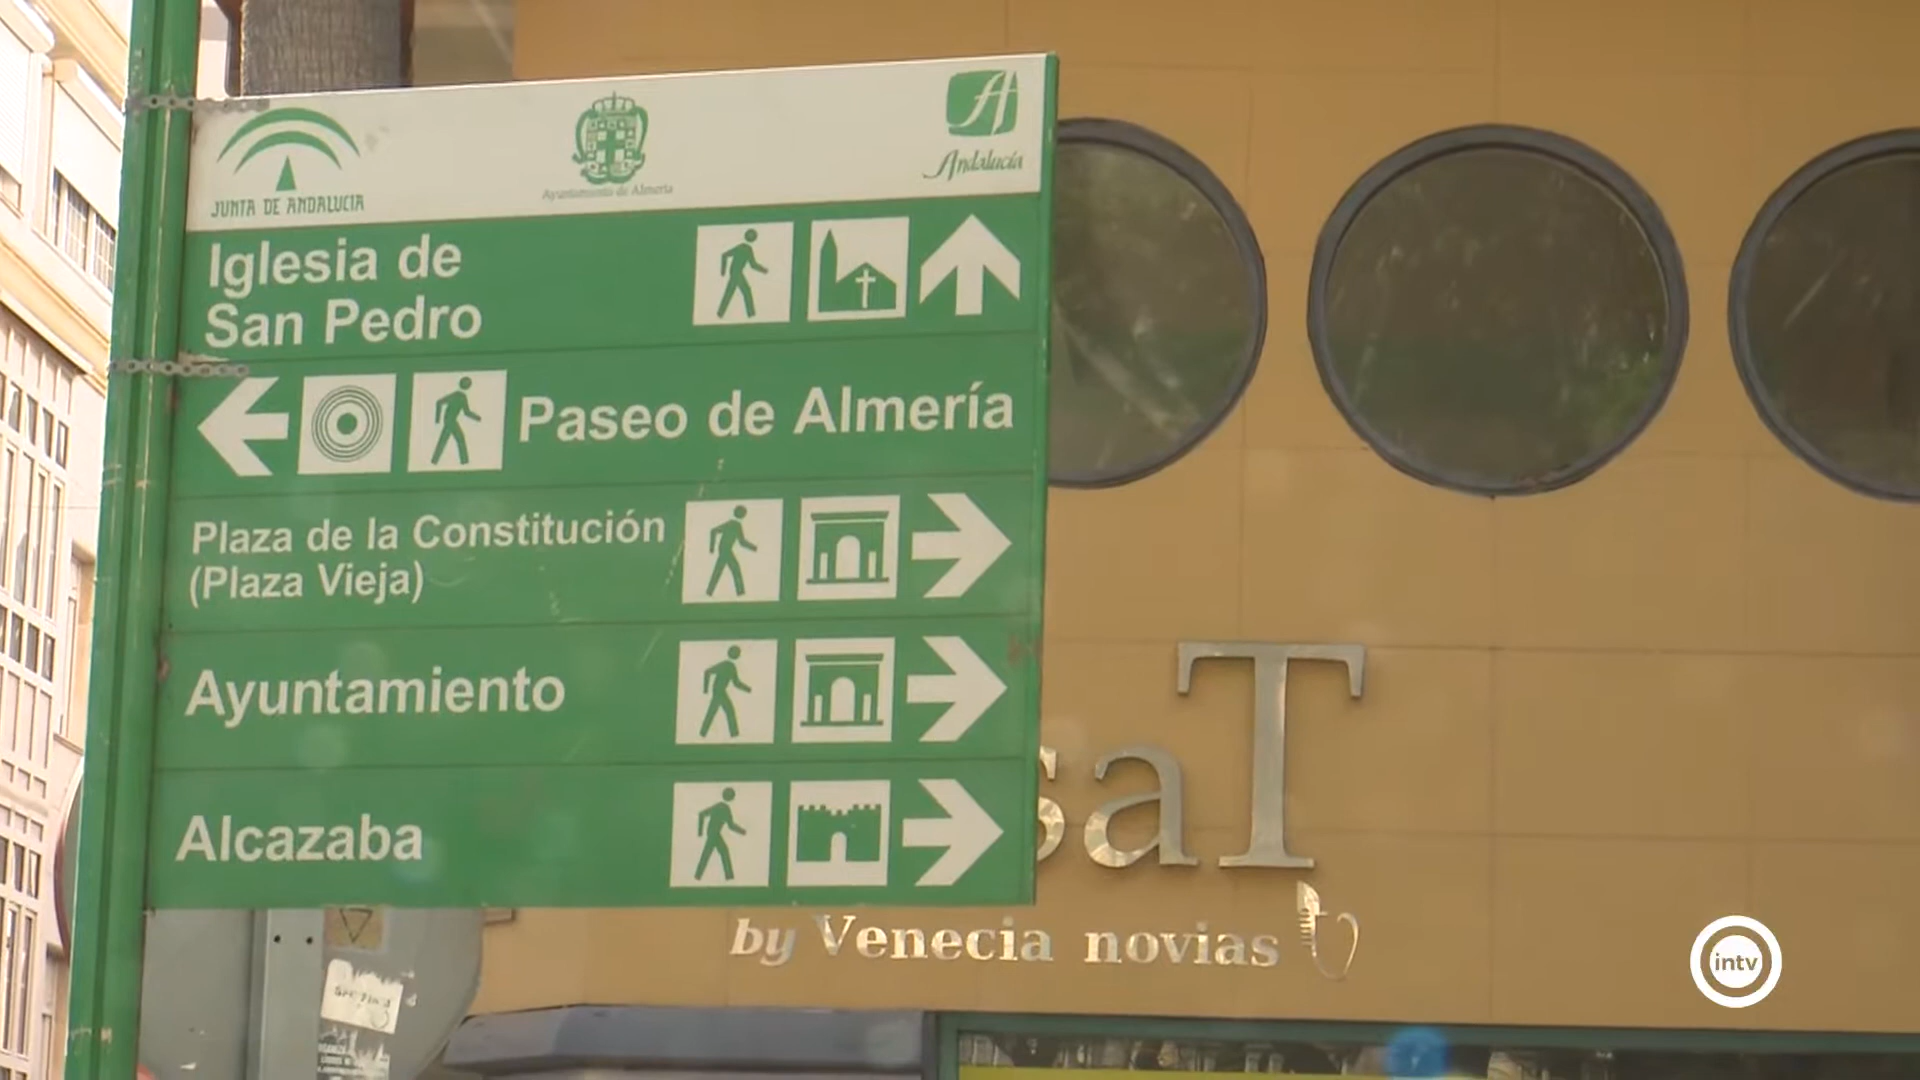 JUNTA DE ANDALUCIA
Ayuntamiento de Almería
Andalucía
Iglesia de
San Pedro
Paseo de Almería
Plaza de la Constitución
(Plaza Vieja)
Ayuntamiento
Alcazaba
saT
by Venecia novias
intv